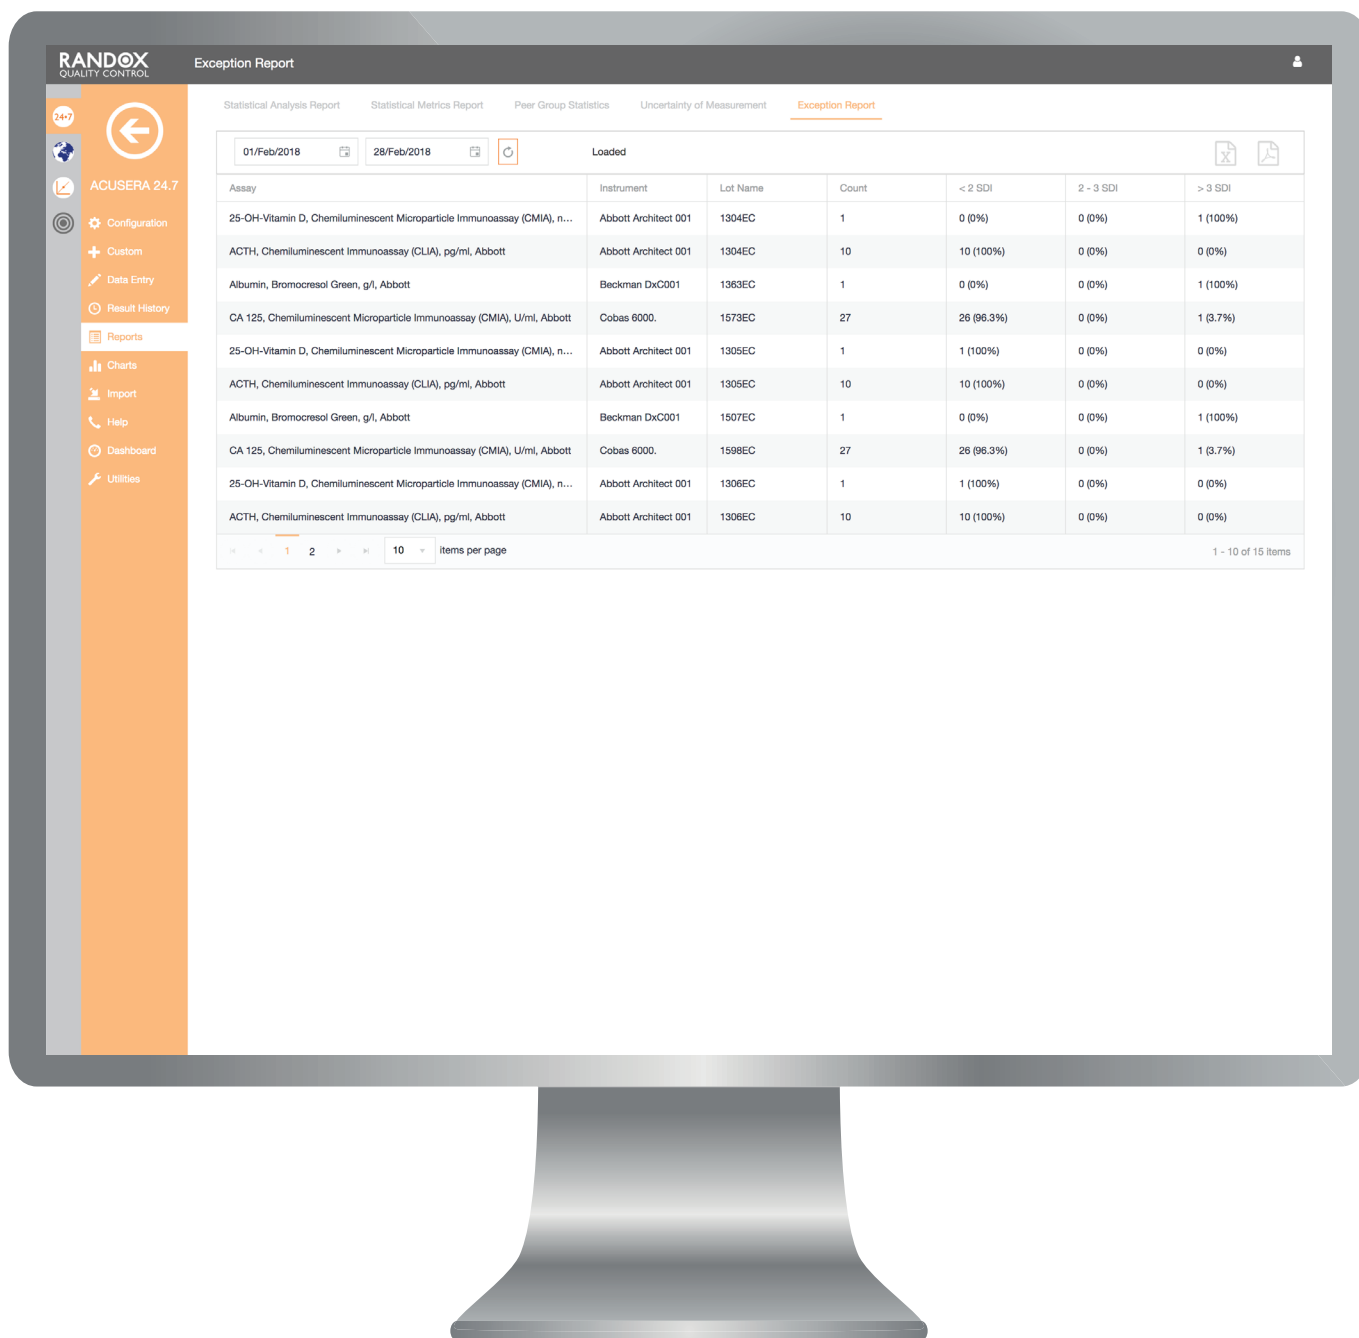 RANDOX
QUALITY CONTROL
Exception Report
24•7
ACUSERA 24.7
Configuration
Custom
Data Entry
Result History
Reports
Charts
Import
Help
Dashboard
Utilities
Statistical Analysis Report Statistical Metrics Report Peer Group Statistics Uncertainty of Measurement Exception Report
01/Feb/2018 28/Feb/2018 Loaded
Assay Instrument Lot Name Count < 2 SDI 2 - 3 SDI > 3 SDI
25-OH-Vitamin D, Chemiluminescent Microparticle Immunoassay (CMIA), n... Abbott Architect 001 1304EC 1 0 (0%) 0 (0%) 1 (100%)
ACTH, Chemiluminescent Immunoassay (CLIA), pg/ml, Abbott Abbott Architect 001 1304EC 10 10 (100%) 0 (0%) 0 (0%)
Albumin, Bromocresol Green, g/l, Abbott Beckman DxC001 1363EC 1 0 (0%) 0 (0%) 1 (100%)
CA 125, Chemiluminescent Microparticle Immunoassay (CMIA), U/ml, Abbott Cobas 6000. 1573EC 27 26 (96.3%) 0 (0%) 1 (3.7%)
25-OH-Vitamin D, Chemiluminescent Microparticle Immunoassay (CMIA), n... Abbott Architect 001 1305EC 1 1 (100%) 0 (0%) 0 (0%)
ACTH, Chemiluminescent Immunoassay (CLIA), pg/ml, Abbott Abbott Architect 001 1305EC 10 10 (100%) 0 (0%) 0 (0%)
Albumin, Bromocresol Green, g/l, Abbott Beckman DxC001 1507EC 1 0 (0%) 0 (0%) 1 (100%)
CA 125, Chemiluminescent Microparticle Immunoassay (CMIA), U/ml, Abbott Cobas 6000. 1598EC 27 26 (96.3%) 0 (0%) 1 (3.7%)
25-OH-Vitamin D, Chemiluminescent Microparticle Immunoassay (CMIA), n... Abbott Architect 001 1306EC 1 1 (100%) 0 (0%) 0 (0%)
ACTH, Chemiluminescent Immunoassay (CLIA), pg/ml, Abbott Abbott Architect 001 1306EC 10 10 (100%) 0 (0%) 0 (0%)
1 2 10 items per page 1 - 10 of 15 items